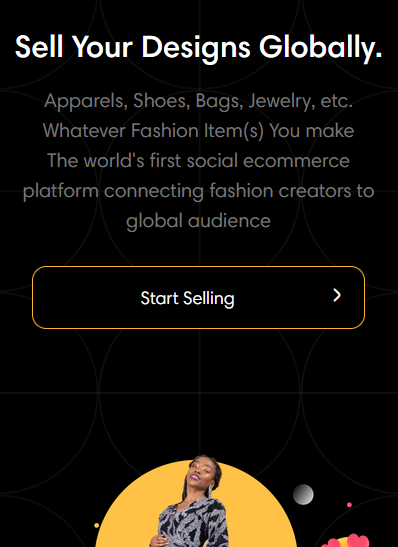 Sell Your Designs Globally.
Apparels, Shoes, Bags, Jewelry, etc.
Whatever Fashion Item(s) You make
The world's first social ecommerce
platform connecting fashion creators to
global audience
Start Selling